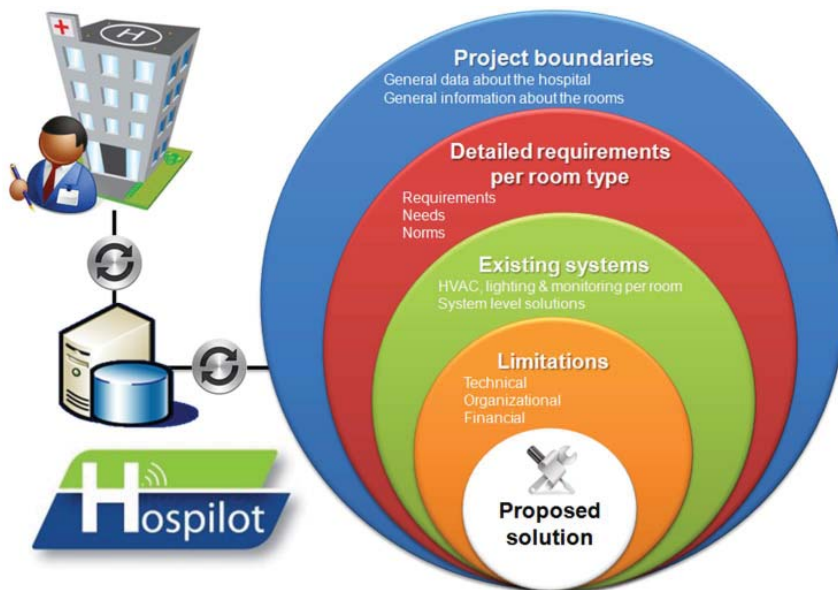 H
Project boundaries
General data about the hospital
General information about the rooms
Detailed requirements
per room type
Requirements
Needs
Norms
Existing systems
HVAC, lighting & monitoring per room
System level solutions
Limitations
Technical
Organizational
Financial
Proposed
solution
Hospilot